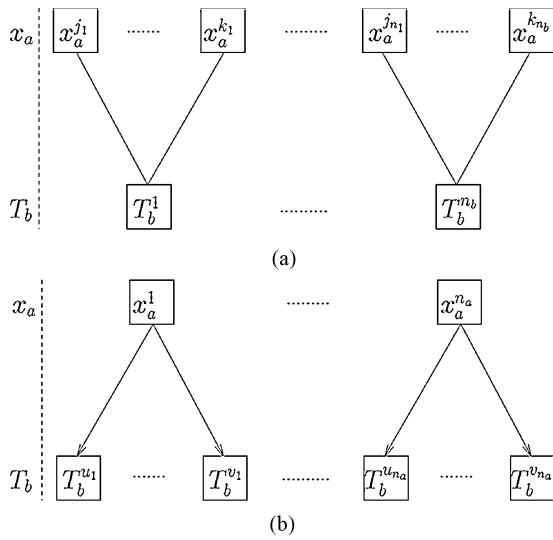 x_a x_a^{j_1} ...... x_a^{k_1} ......... x_a^{j_{n_1}} ...... x_a^{k_{n_b}}
T_b T_b^1 ......... T_b^{n_b}
(a)
x_a x_a^1 ........ x_a^{n_a}
T_b T_b^{u_1} ...... T_b^{v_1} ......... T_b^{u_{n_a}} ...... T_b^{v_{n_a}}
(b)